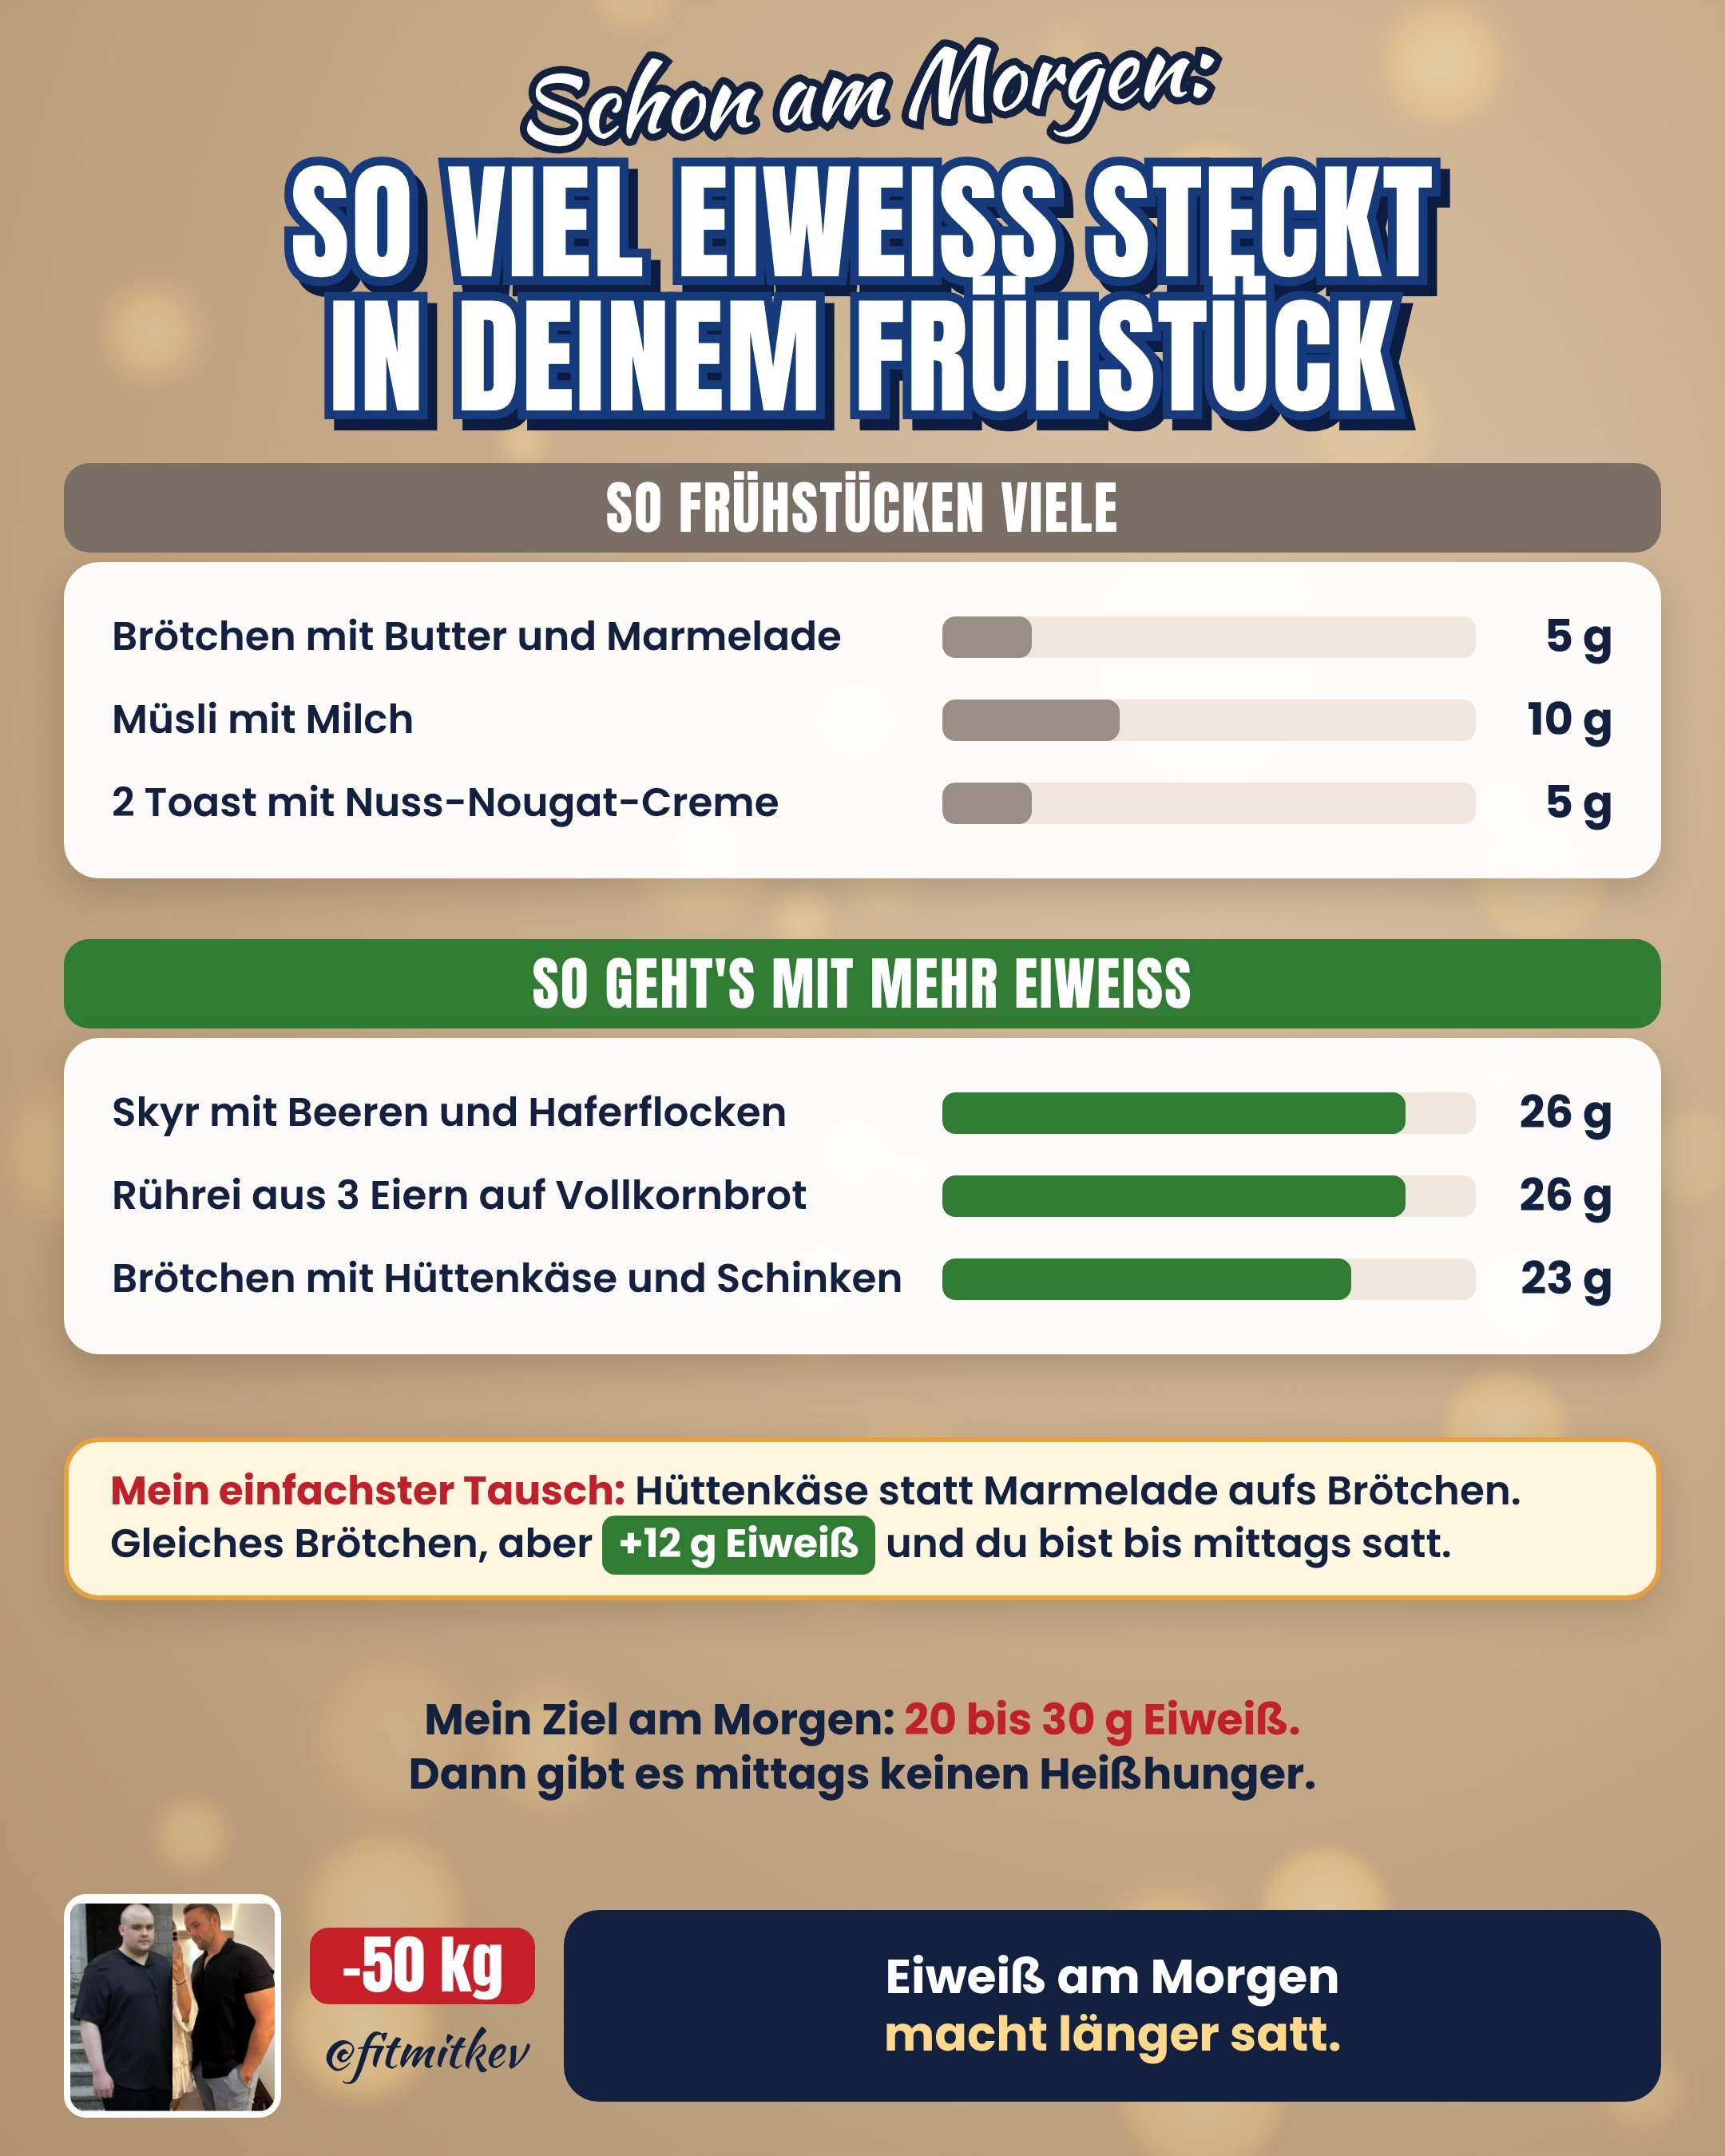 Schon am Morgen:
SO VIEL EIWEISS STECKT
IN DEINEM FRÜHSTÜCK
SO FRÜHSTÜCKEN VIELE
Brötchen mit Butter und Marmelade 5 g
Müsli mit Milch 10 g
2 Toast mit Nuss-Nougat-Creme 5 g
SO GEHT'S MIT MEHR EIWEISS
Skyr mit Beeren und Haferflocken 26 g
Rührei aus 3 Eiern auf Vollkornbrot 26 g
Brötchen mit Hüttenkäse und Schinken 23 g
Mein einfachster Tausch: Hüttenkäse statt Marmelade aufs Brötchen.
Gleiches Brötchen, aber +12 g Eiweiß und du bist bis mittags satt.
Mein Ziel am Morgen: 20 bis 30 g Eiweiß.
Dann gibt es mittags keinen Heißhunger.
-50 kg
@fitmitkev
Eiweiß am Morgen
macht länger satt.